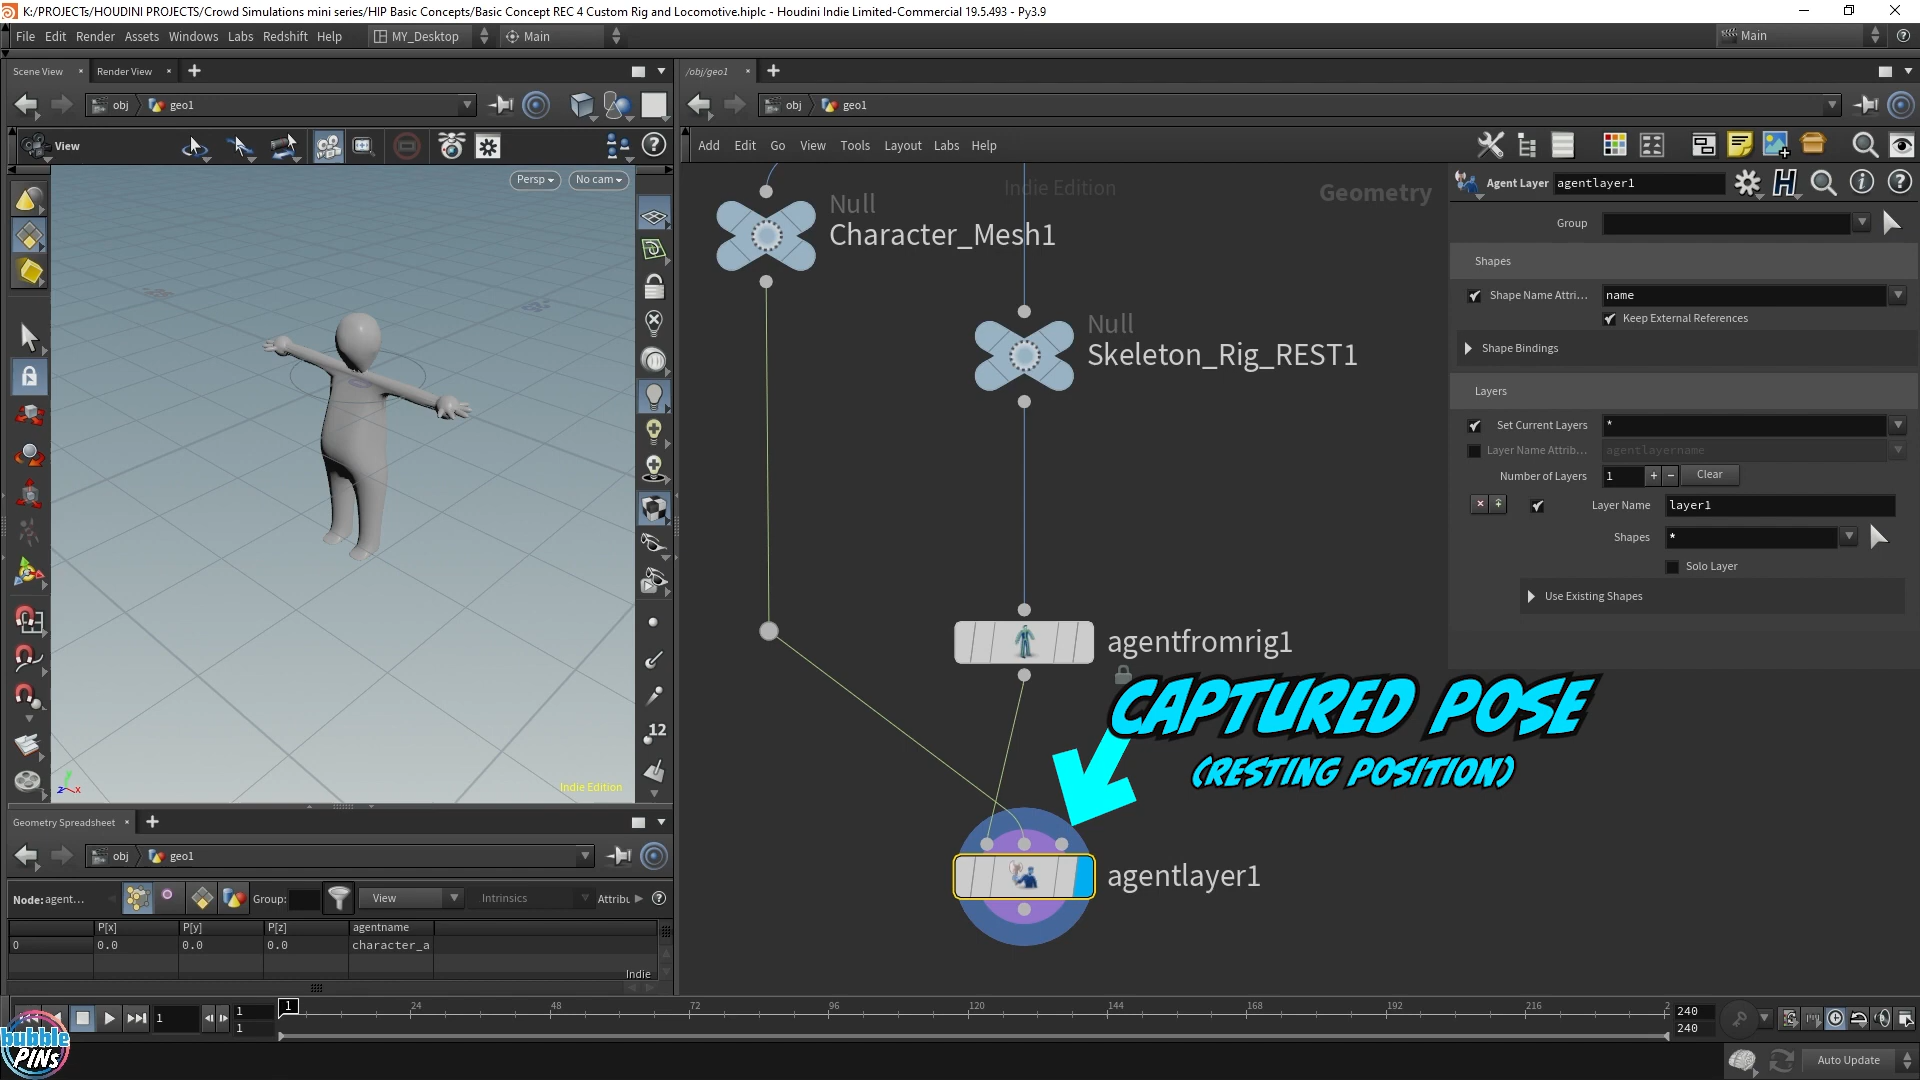 K:/PROJECTs/HOUDINI PROJECTS/Crowd Simulations mini series/HIP Basic Concepts/Basic Concept REC 4 Custom Rig and Locomotive.hiplc - Houdini Indie Limited-Commercial 19.5.493 - Py3.9
File Edit Render Assets Windows Labs Redshift Help MY_Desktop Main Main
Scene View Render View /obj/geo1
obj geo1 obj geo1
View Add Edit Go View Tools Layout Labs Help
Persp No cam
Indie Edition Geometry
Agent Layer agentlayer1
Null
Character_Mesh1
Group
Shapes
Shape Name Attri... name
Keep External References
Null
Skeleton_Rig_REST1
Shape Bindings
Layers
Set Current Layers *
Layer Name Attrib... agentlayername
Number of Layers 1 + - Clear
Layer Name layer1
Shapes *
Solo Layer
Use Existing Shapes
agentfromrig1
CAPTURED POSE
(RESTING POSITION)
agentlayer1
12
z x
Indie Edition
Geometry Spreadsheet
obj geo1
Node: agent... Group: View Intrinsics Attribu
P[x] P[y] P[z] agentname
0 0.0 0.0 0.0 character_a
Indie
1 1 1 1 24 48 72 96 120 144 168 192 216 2 240
240
bubble
PINs
Auto Update